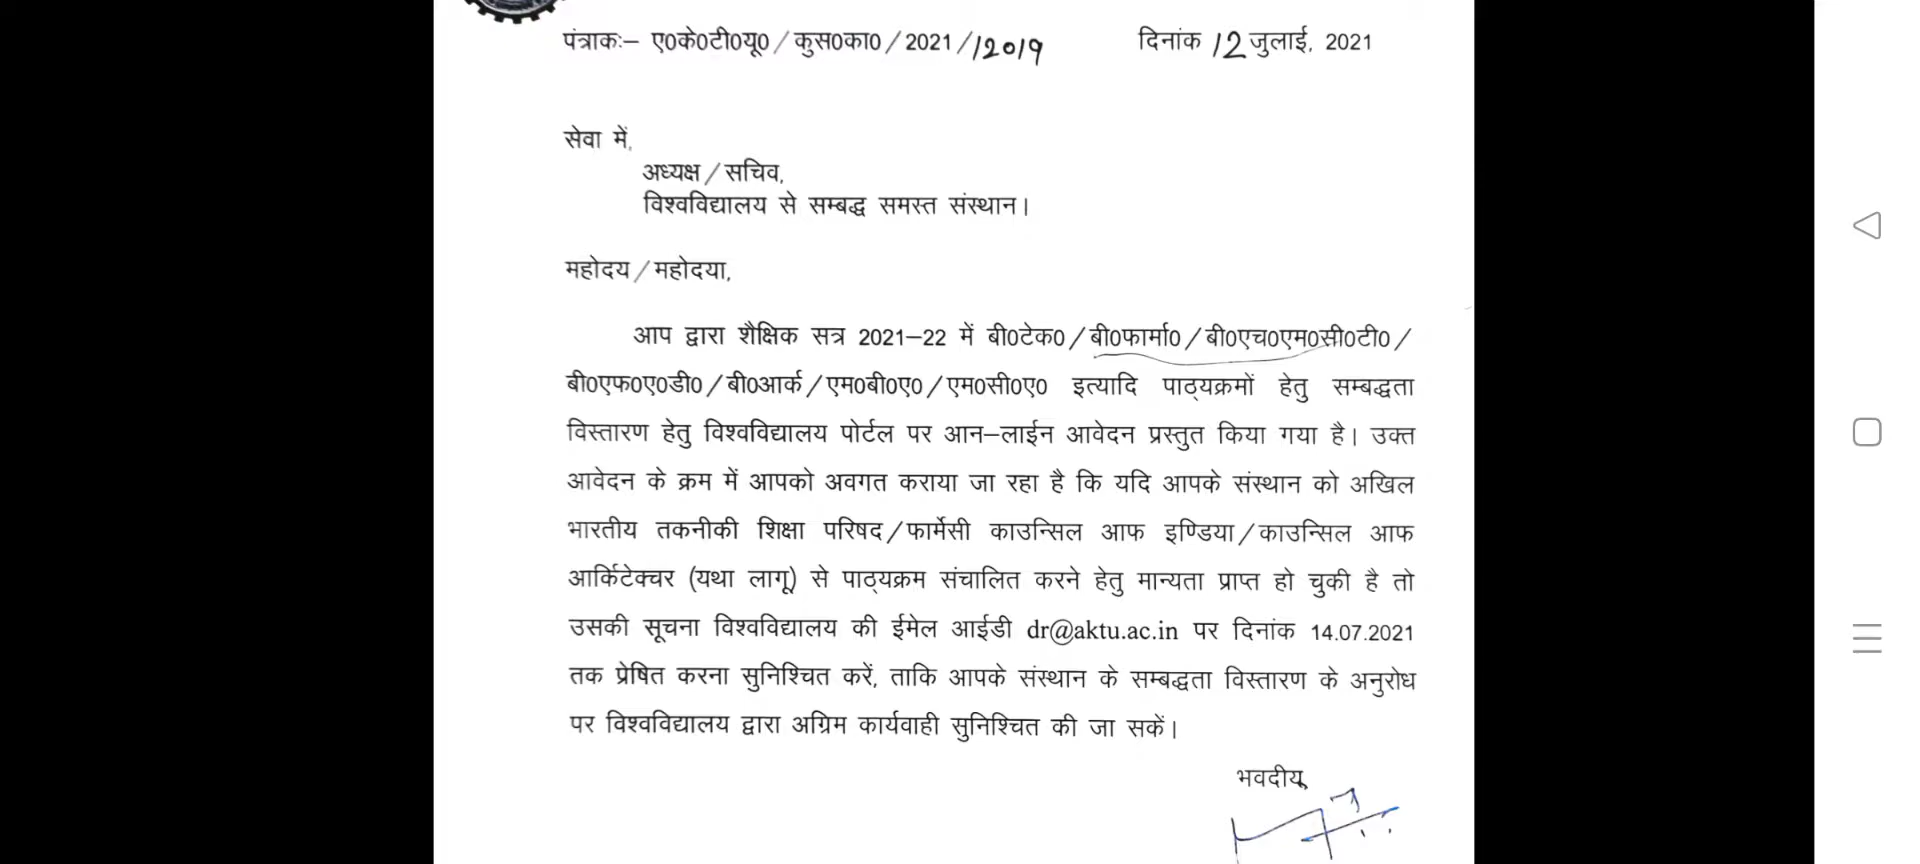 पंत्राकः– ए0के0टी0यू0/कुस0का0/2021/12019 दिनांक 12 जुलाई, 2021
सेवा में,
अध्यक्ष/सचिव,
विश्वविद्यालय से सम्बद्ध समस्त संस्थान।
महोदय/महोदया,
आप द्वारा शैक्षिक सत्र 2021–22 में बी0टेक0/बी0फार्मा0/बी0एच0एम0सी0टी0/
बी0एफ0ए0डी0/बी0आर्क/एम0बी0ए0/एम0सी0ए0 इत्यादि पाठ्यक्रमों हेतु सम्बद्धता
विस्तारण हेतु विश्वविद्यालय पोर्टल पर आन–लाईन आवेदन प्रस्तुत किया गया है। उक्त
आवेदन के क्रम में आपको अवगत कराया जा रहा है कि यदि आपके संस्थान को अखिल
भारतीय तकनीकी शिक्षा परिषद/फार्मेसी काउन्सिल आफ इण्डिया/काउन्सिल आफ
आर्किटेक्चर (यथा लागू) से पाठ्यक्रम संचालित करने हेतु मान्यता प्राप्त हो चुकी है तो
उसकी सूचना विश्वविद्यालय की ईमेल आईडी dr@aktu.ac.in पर दिनांक 14.07.2021
तक प्रेषित करना सुनिश्चित करें, ताकि आपके संस्थान के सम्बद्धता विस्तारण के अनुरोध
पर विश्वविद्यालय द्वारा अग्रिम कार्यवाही सुनिश्चित की जा सकें।
भवदीय